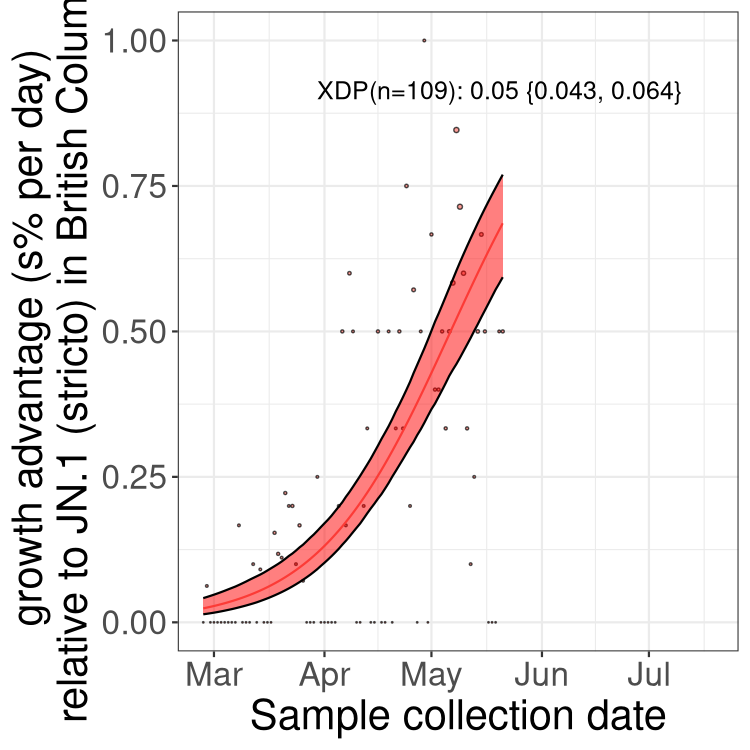 growth advantage (s% per day)
relative to JN.1 (stricto) in British Colum
1.00
0.75
0.50
0.25
0.00
XDP(n=109): 0.05 {0.043, 0.064}
Mar Apr May Jun Jul
Sample collection date